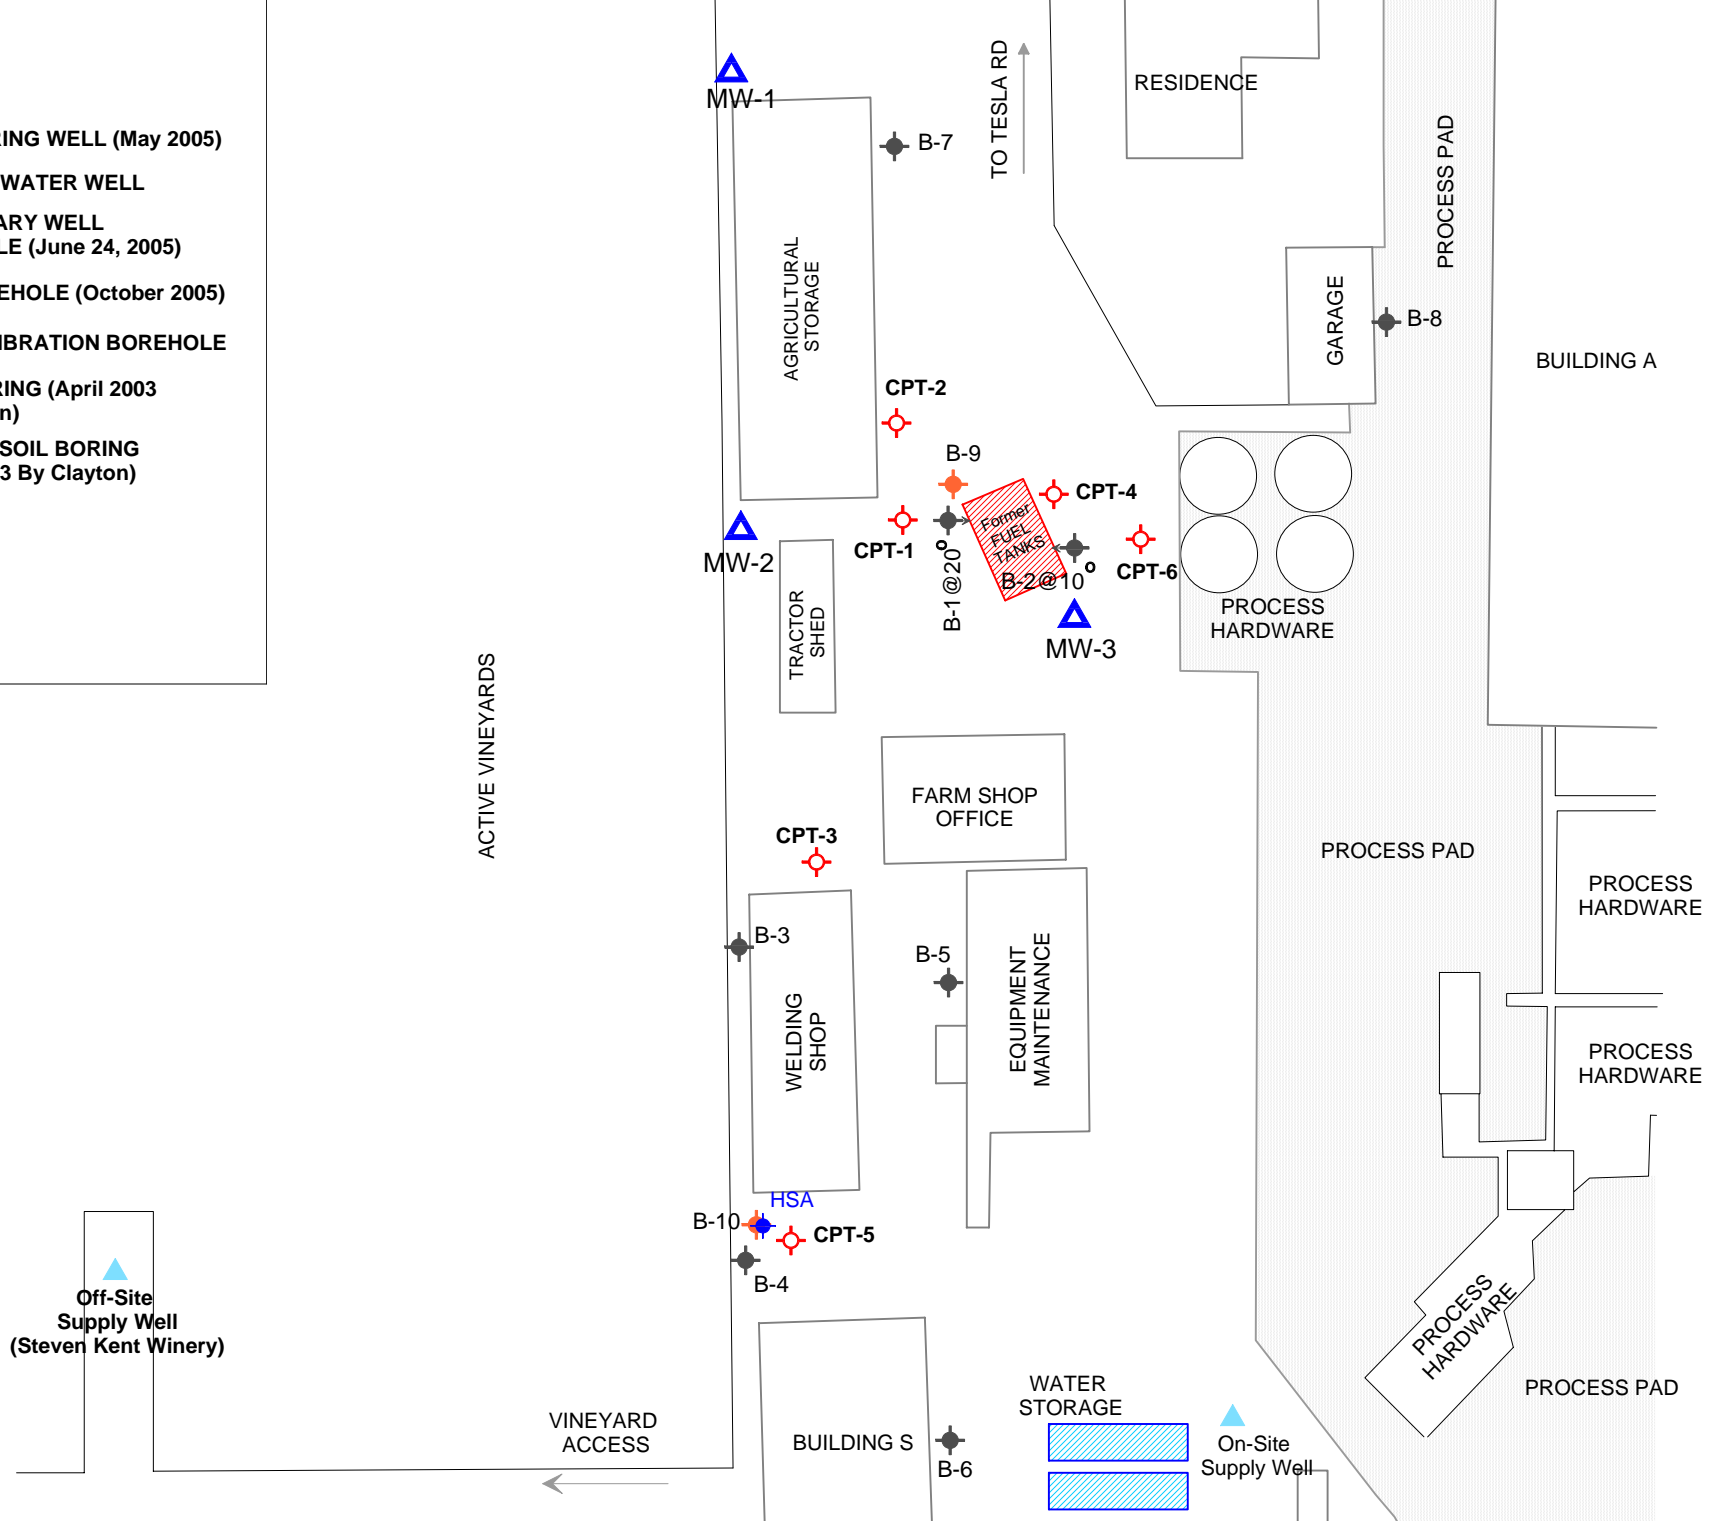 RING WELL (May 2005)
WATER WELL
ARY WELL
LE (June 24, 2005)
EHOLE (October 2005)
IBRATION BOREHOLE
RING (April 2003
n)
SOIL BORING
3 By Clayton)
MW-1
B-7
TO TESLA RD
RESIDENCE
PROCESS PAD
AGRICULTURAL
STORAGE
GARAGE
B-8
BUILDING A
CPT-2
B-9
CPT-4
Former
FUEL
TANKS
CPT-1
B-1@20°
B-2@10°
CPT-6
MW-2
MW-3
PROCESS
HARDWARE
TRACTOR
SHED
ACTIVE VINEYARDS
FARM SHOP
OFFICE
CPT-3
PROCESS PAD
PROCESS
HARDWARE
B-3
B-5
EQUIPMENT
MAINTENANCE
WELDING
SHOP
PROCESS
HARDWARE
HSA
B-10
CPT-5
B-4
Off-Site
Supply Well
(Steven Kent Winery)
PROCESS
HARDWARE
PROCESS PAD
WATER
STORAGE
VINEYARD
ACCESS
BUILDING S
B-6
On-Site
Supply Well